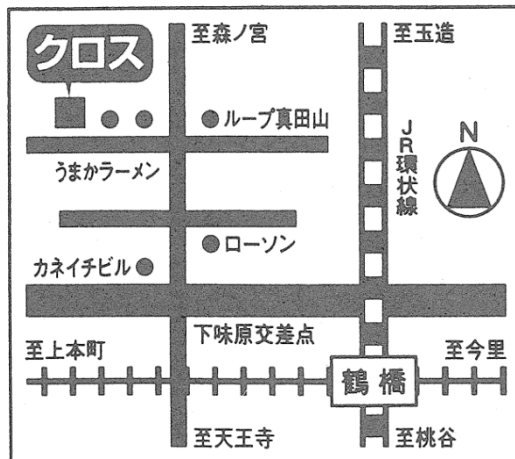 至森ノ宮
至玉造
クロス
ループ真田山
N
JR環状線
うまかラーメン
ローソン
カネイチビル
下味原交差点
至上本町
至今里
鶴橋
至天王寺
至桃谷